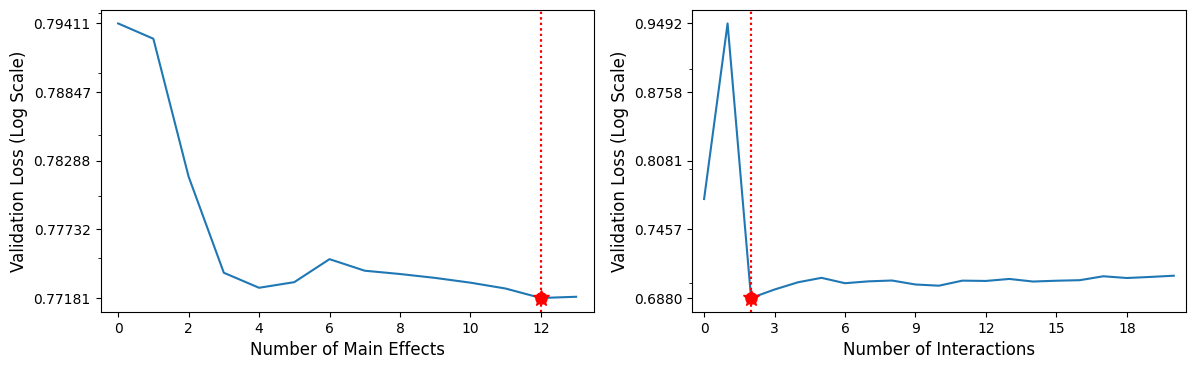 Validation Loss (Log Scale)
0.79411
0.78847
0.78288
0.77732
0.77181
0 2 4 6 8 10 12
Number of Main Effects
Validation Loss (Log Scale)
0.9492
0.8758
0.8081
0.7457
0.6880
0 3 6 9 12 15 18
Number of Interactions